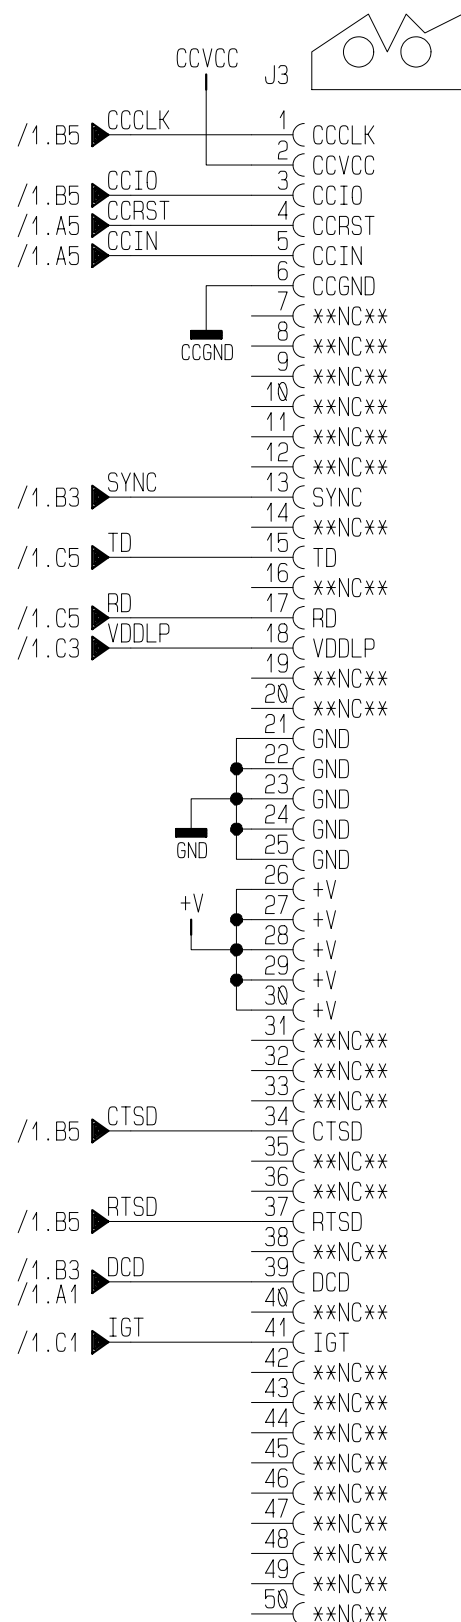 CCVCC
J3
/1.B5 CCCLK 1 CCCLK
2 CCVCC
/1.B5 CCIO 3 CCIO
/1.A5 CCRST 4 CCRST
/1.A5 CCIN 5 CCIN
6 CCGND
7 **NC**
CCGND 8 **NC**
9 **NC**
10 **NC**
11 **NC**
12 **NC**
/1.B3 SYNC 13 SYNC
14 **NC**
/1.C5 TD 15 TD
16 **NC**
/1.C5 RD 17 RD
/1.C3 VDDLP 18 VDDLP
19 **NC**
20 **NC**
21 GND
22 GND
23 GND
24 GND
GND 25 GND
26 +V
+V 27 +V
28 +V
29 +V
30 +V
31 **NC**
32 **NC**
33 **NC**
/1.B5 CTSD 34 CTSD
35 **NC**
36 **NC**
/1.B5 RTSD 37 RTSD
38 **NC**
/1.B3 DCD 39 DCD
/1.A1
40 **NC**
/1.C1 IGT 41 IGT
42 **NC**
43 **NC**
44 **NC**
45 **NC**
46 **NC**
47 **NC**
48 **NC**
49 **NC**
50 **NC**